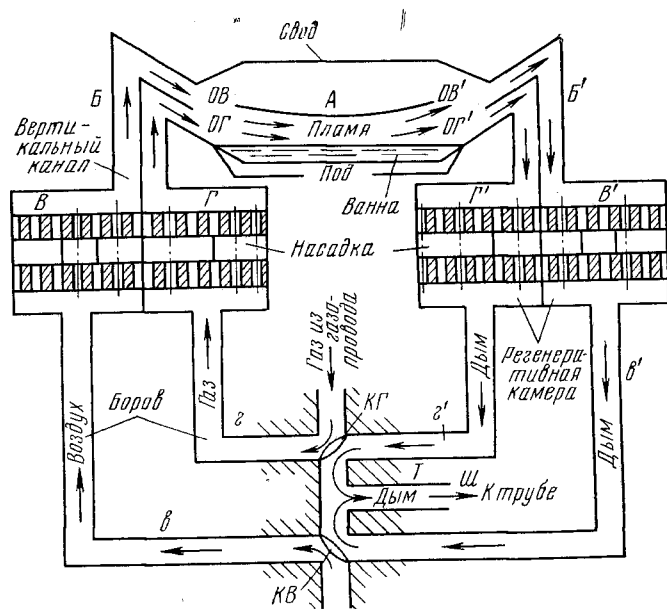 Свод
Б
ОВ
А
ОВ'
Б'
ОГ
Пламя
ОГ'
Верти-
кальный
канал
Под
Ванна
В
Г
Г'
В'
Насадка
Газ из
газо-
провода
Дым
Регенера-
тивная
камера
в'
Боров
Воздух
Газ
г
КГ
г'
Дым
Т
Ш
Дым
К трубе
в
КВ